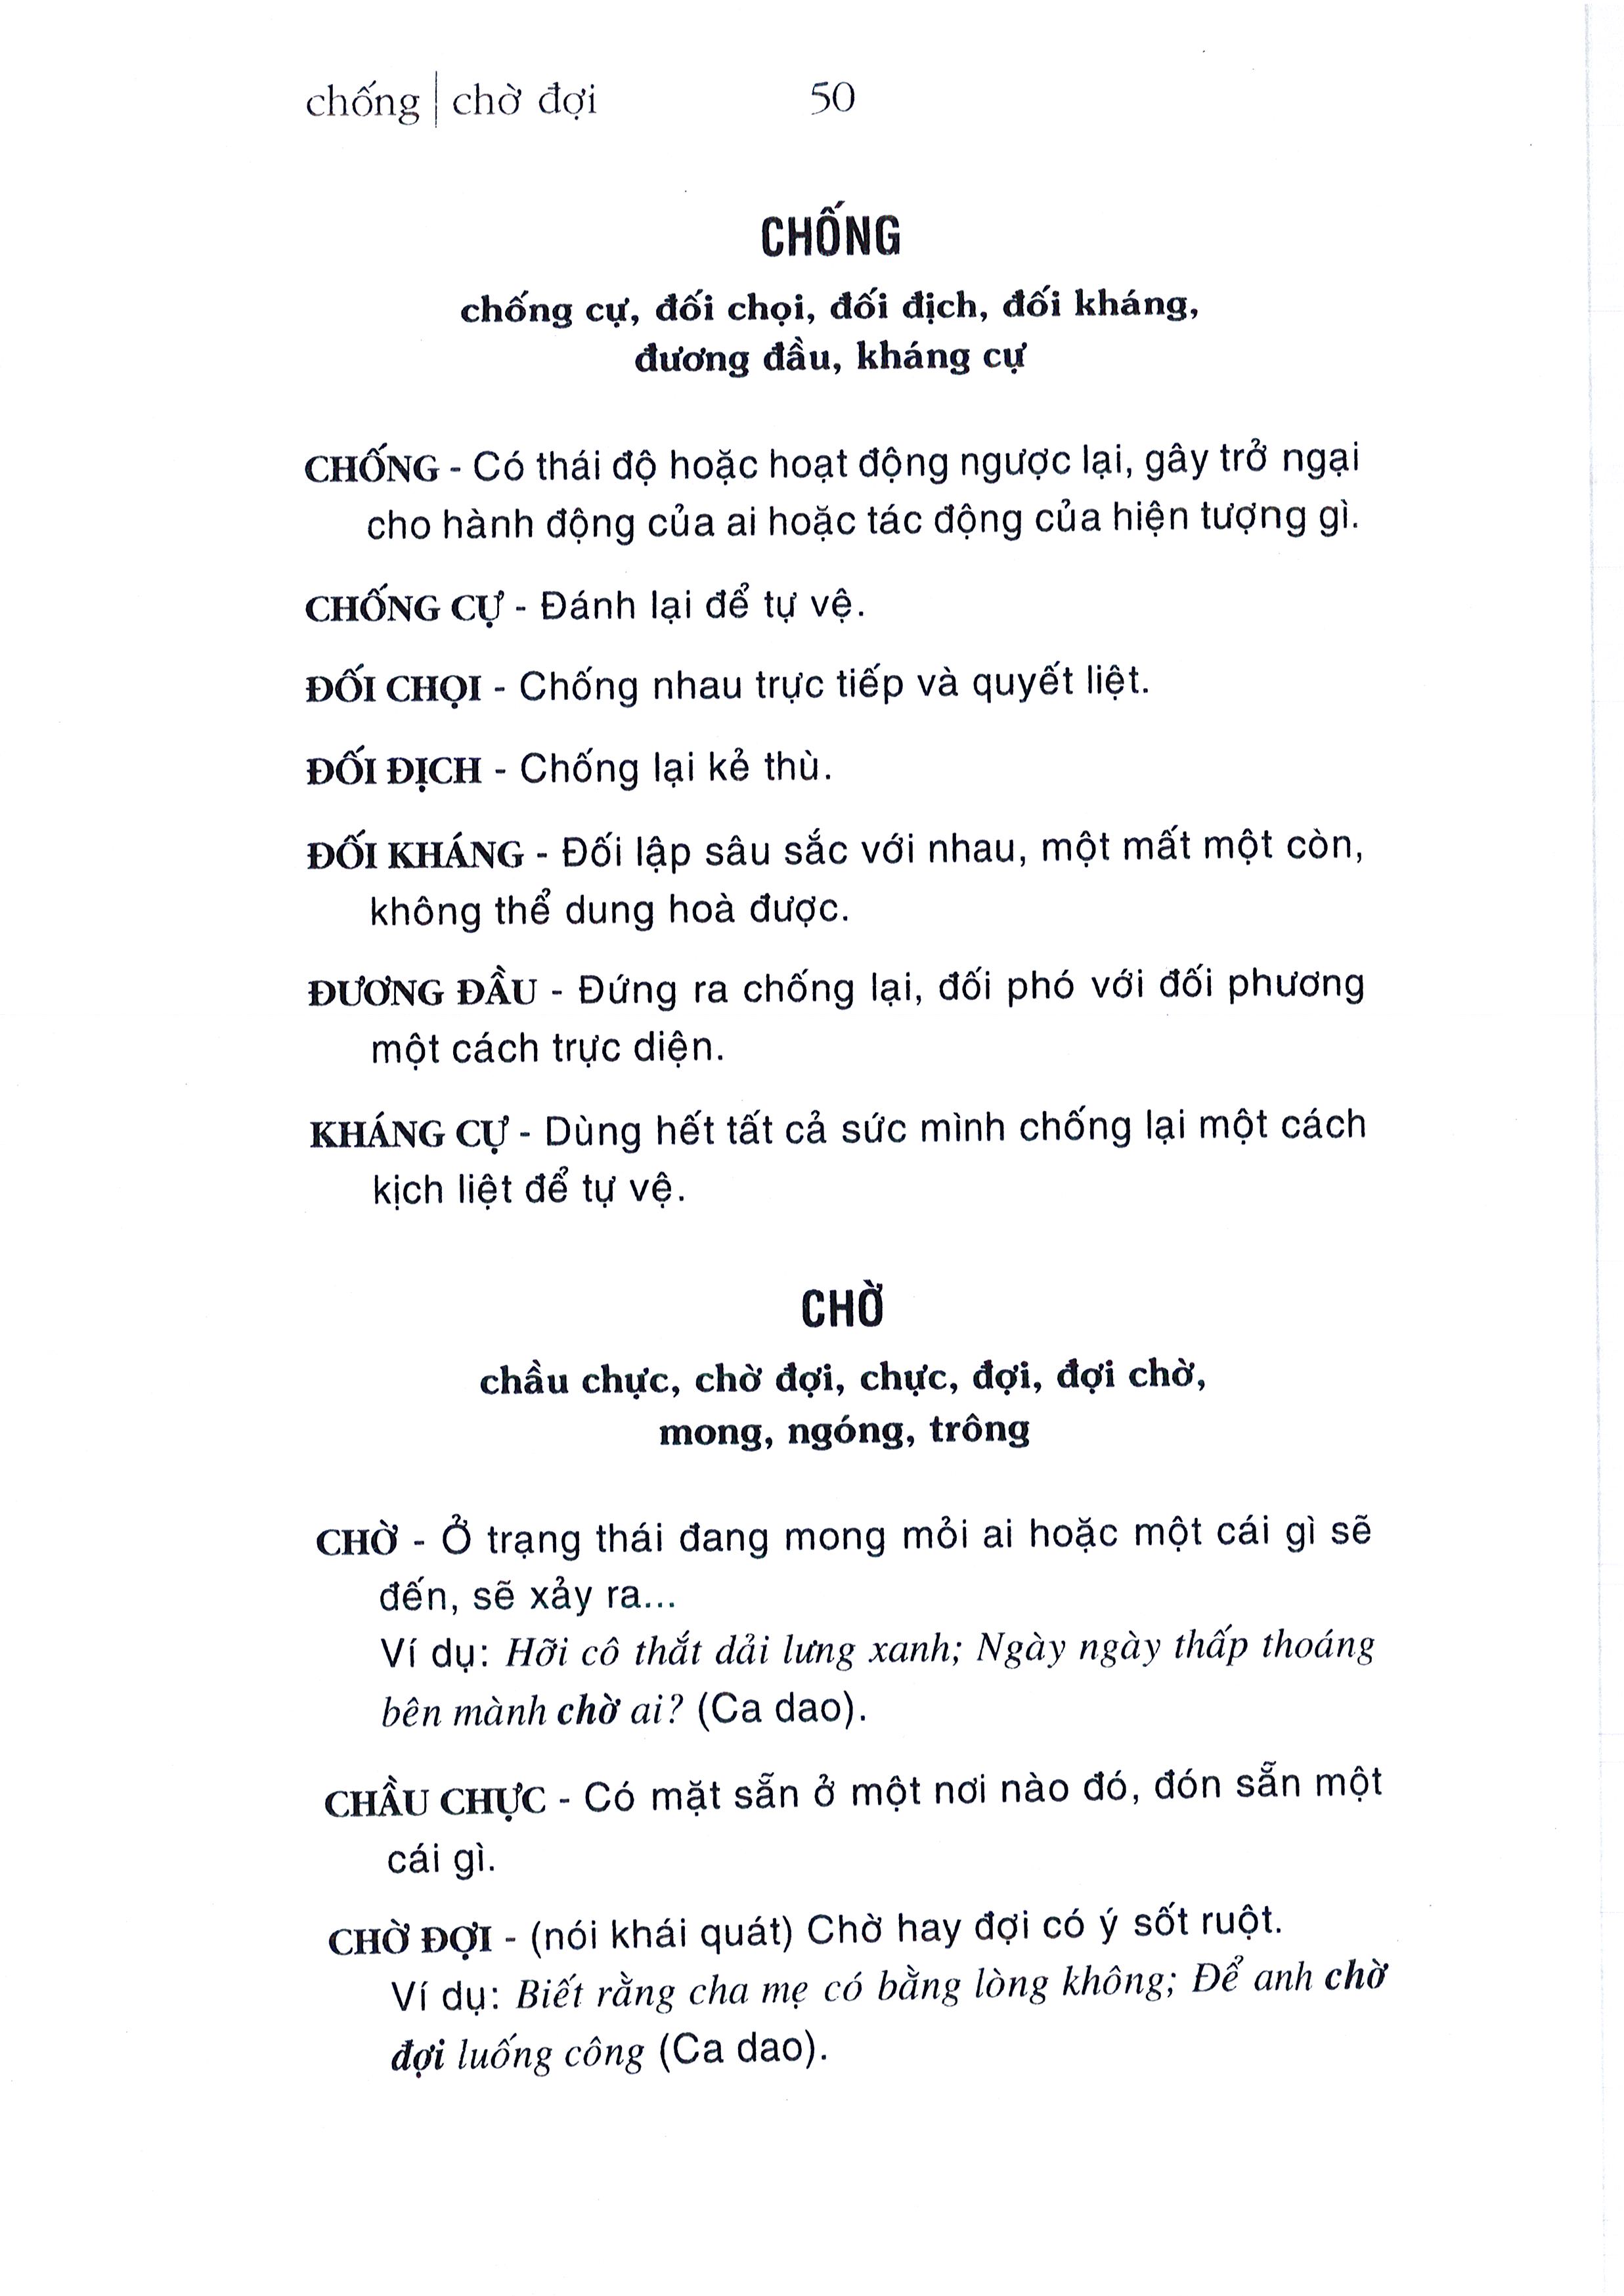 chống | chờ đợi 50
CHỐNG
chống cự, đối chọi, đối địch, đối kháng,
đương đầu, kháng cự
CHỐNG - Có thái độ hoặc hoạt động ngược lại, gây trở ngại
cho hành động của ai hoặc tác động của hiện tượng gì.
CHỐNG CỰ - Đánh lại để tự vệ.
ĐỐI CHỌI - Chống nhau trực tiếp và quyết liệt.
ĐỐI ĐỊCH - Chống lại kẻ thù.
ĐỐI KHÁNG - Đối lập sâu sắc với nhau, một mất một còn,
không thể dung hoà được.
ĐƯƠNG ĐẦU - Đứng ra chống lại, đối phó với đối phương
một cách trực diện.
KHÁNG CỰ - Dùng hết tất cả sức mình chống lại một cách
kịch liệt để tự vệ.
CHỜ
chầu chực, chờ đợi, chực, đợi, đợi chờ,
mong, ngóng, trông
CHỜ - Ở trạng thái đang mong mỏi ai hoặc một cái gì sẽ
đến, sẽ xảy ra...
Ví dụ: Hỡi cô thắt dải lưng xanh; Ngày ngày thấp thoáng
bên mành chờ ai? (Ca dao).
CHẦU CHỰC - Có mặt sẵn ở một nơi nào đó, đón sẵn một
cái gì.
CHỜ ĐỢI - (nói khái quát) Chờ hay đợi có ý sốt ruột.
Ví dụ: Biết rằng cha mẹ có bằng lòng không; Để anh chờ
đợi luống công (Ca dao).